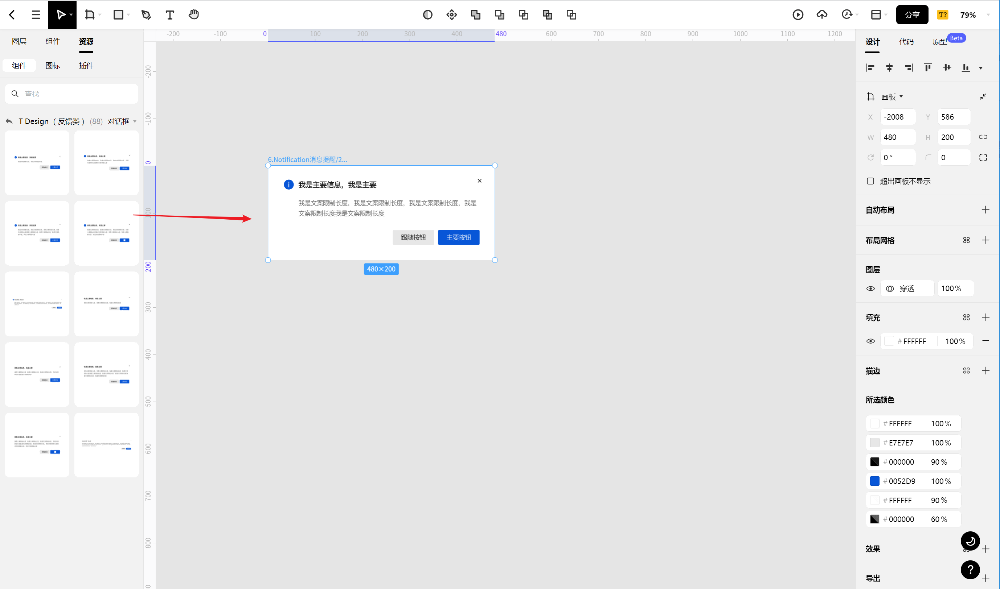 分享
T?
79%
图层 组件 资源
组件 图标 插件
查找
T Design （反馈类） (88) 对话框
-200 -100 0 100 200 300 400 480 600 700 800 900 1000 1100 1200
-200
-100
0
100
200
300
400
500
600
700
800
6.Notification消息提醒/2...
我是主要信息，我是主要
我是文案限制长度，我是文案限制长度，我是文案限制长度，我是
文案限制长度我是文案限制长度
跟随按钮 主要按钮
480×200
设计 代码 原型 Beta
画板
X -2008 Y 586
W 480 H 200
0° 0
超出画板不显示
自动布局
布局网格
图层
穿透 100%
填充
# FFFFFF 100%
描边
所选颜色
# FFFFFF 100%
# E7E7E7 100%
# 000000 90%
# 0052D9 100%
# FFFFFF 90%
# 000000 60%
效果
导出
?